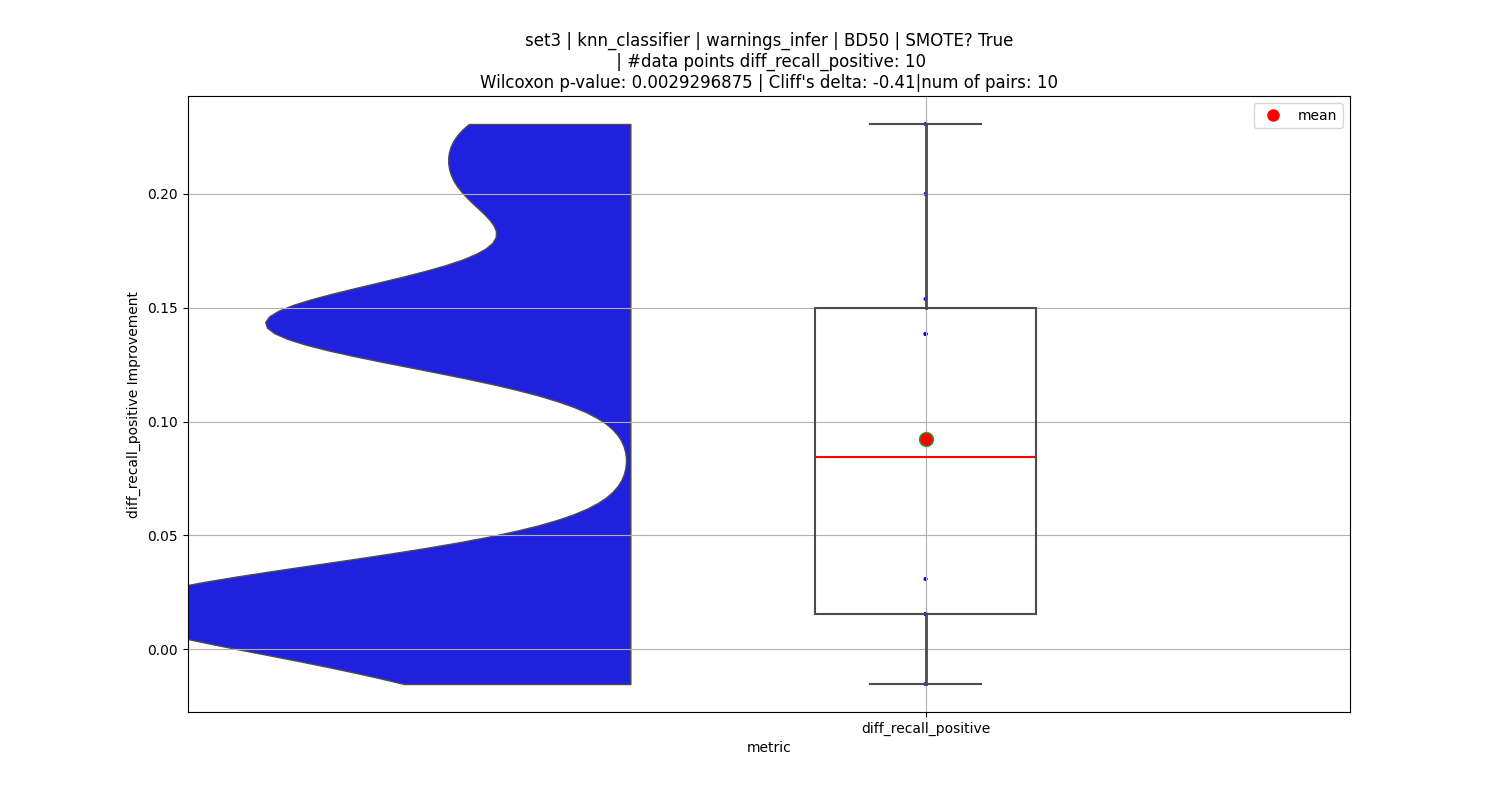 set3 | knn_classifier | warnings_infer | BD50 | SMOTE? True
| #data points diff_recall_positive: 10
Wilcoxon p-value: 0.0029296875 | Cliff's delta: -0.41|num of pairs: 10
mean
diff_recall_positive Improvement
0.20
0.15
0.10
0.05
0.00
diff_recall_positive
metric